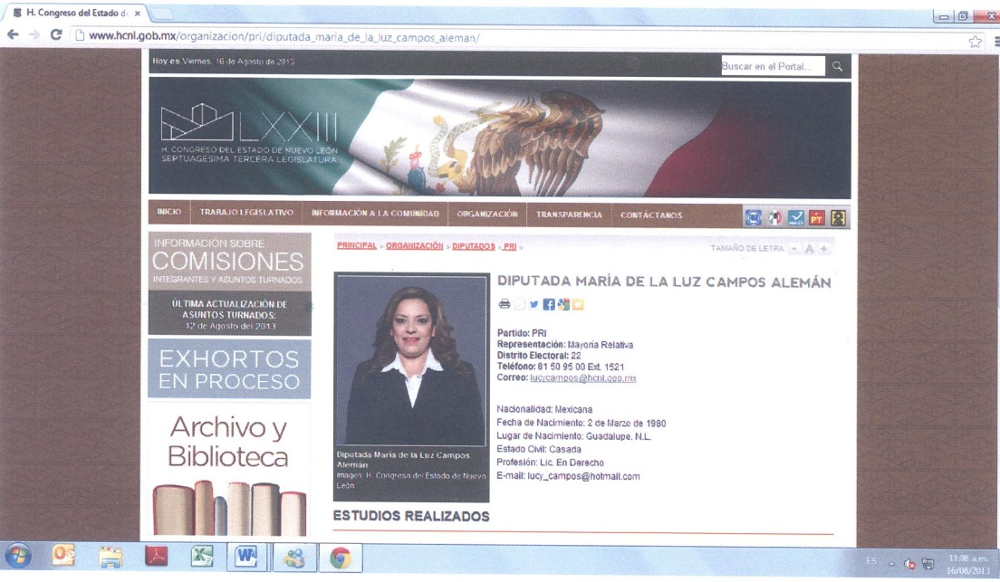 H. Congreso del Estado d
www.hcnl.gob.mx/organizacion/pri/diputada_maria_de_la_luz_campos_aleman/
Hoy es Viernes, 16 de Agosto de 2013
Buscar en el Portal...
LXXIII
H. CONGRESO DEL ESTADO DE NUEVO LEÓN
SEPTUAGESIMA TERCERA LEGISLATURA
INICIO TRABAJO LEGISLATIVO INFORMACIÓN A LA COMUNIDAD ORGANIZACIÓN TRANSPARENCIA CONTÁCTANOS
PT
INFORMACIÓN SOBRE
COMISIONES
INTEGRANTES Y ASUNTOS TURNADOS
ÚLTIMA ACTUALIZACIÓN DE
ASUNTOS TURNADOS:
12 de Agosto del 2013
EXHORTOS
EN PROCESO
Archivo y
Biblioteca
PRINCIPAL » ORGANIZACIÓN » DIPUTADOS » PRI »
TAMAÑO DE LETRA - A +
DIPUTADA MARÍA DE LA LUZ CAMPOS ALEMÁN
Partido: PRI
Representación: Mayoría Relativa
Distrito Electoral: 22
Teléfono: 81 50 95 00 Ext. 1521
Correo: lucycampos@hcnl.gob.mx
Nacionalidad: Mexicana
Fecha de Nacimiento: 2 de Marzo de 1980
Lugar de Nacimiento: Guadalupe, N.L.
Estado Civil: Casada
Profesión: Lic. En Derecho
E-mail: lucy_campos@hotmail.com
Diputada María de la Luz Campos
Alemán
Imagen: H. Congreso del Estado de Nuevo
León
ESTUDIOS REALIZADOS
ES
11:08 a.m.
16/08/2013